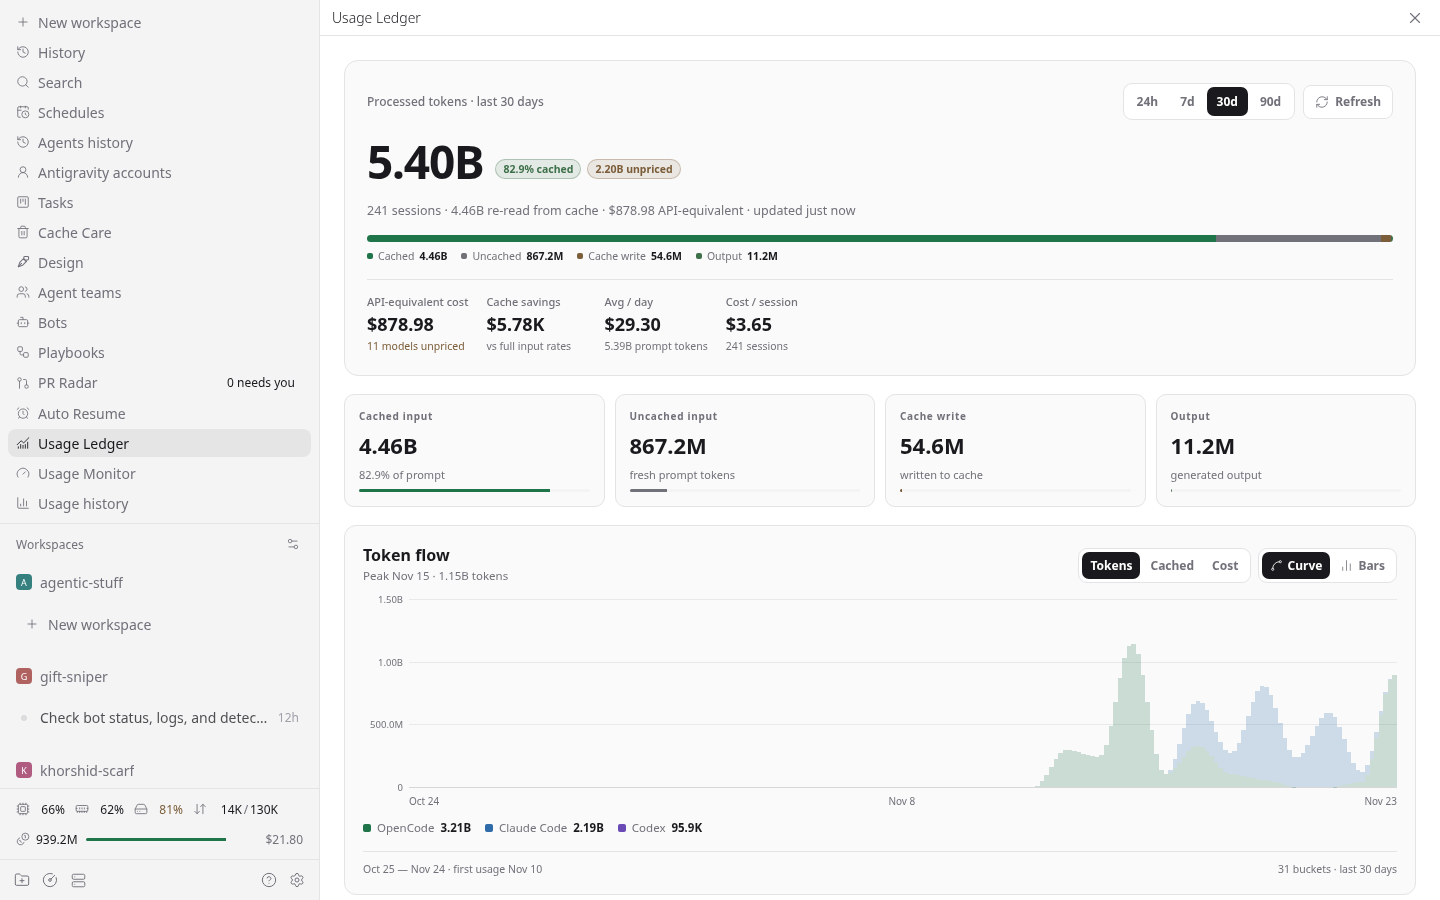 New workspace
History
Search
Schedules
Agents history
Antigravity accounts
Tasks
Cache Care
Design
Agent teams
Bots
Playbooks
PR Radar 0 needs you
Auto Resume
Usage Ledger
Usage Monitor
Usage history
Workspaces
A agentic-stuff
New workspace
G gift-sniper
Check bot status, logs, and detec... 12h
K khorshid-scarf
66% 62% 81% 14K/130K
939.2M $21.80
Usage Ledger
Processed tokens · last 30 days
24h 7d 30d 90d Refresh
5.40B 82.9% cached 2.20B unpriced
241 sessions · 4.46B re-read from cache · $878.98 API-equivalent · updated just now
Cached 4.46B Uncached 867.2M Cache write 54.6M Output 11.2M
API-equivalent cost Cache savings Avg / day Cost / session
$878.98 $5.78K $29.30 $3.65
11 models unpriced vs full input rates 5.39B prompt tokens 241 sessions
Cached input
4.46B
82.9% of prompt
Uncached input
867.2M
fresh prompt tokens
Cache write
54.6M
written to cache
Output
11.2M
generated output
Token flow
Peak Nov 15 · 1.15B tokens
Tokens Cached Cost Curve Bars
1.50B
1.00B
500.0M
0
Oct 24 Nov 8 Nov 23
OpenCode 3.21B Claude Code 2.19B Codex 95.9K
Oct 25 — Nov 24 · first usage Nov 10 31 buckets · last 30 days